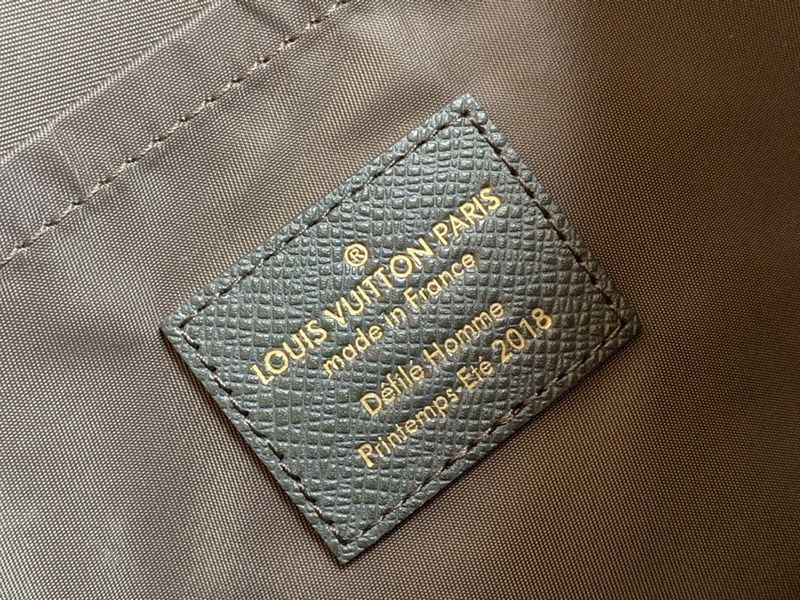 ®
LOUIS VUITTON PARIS
made in France
Défilé Homme
Printemps-Eté 2018